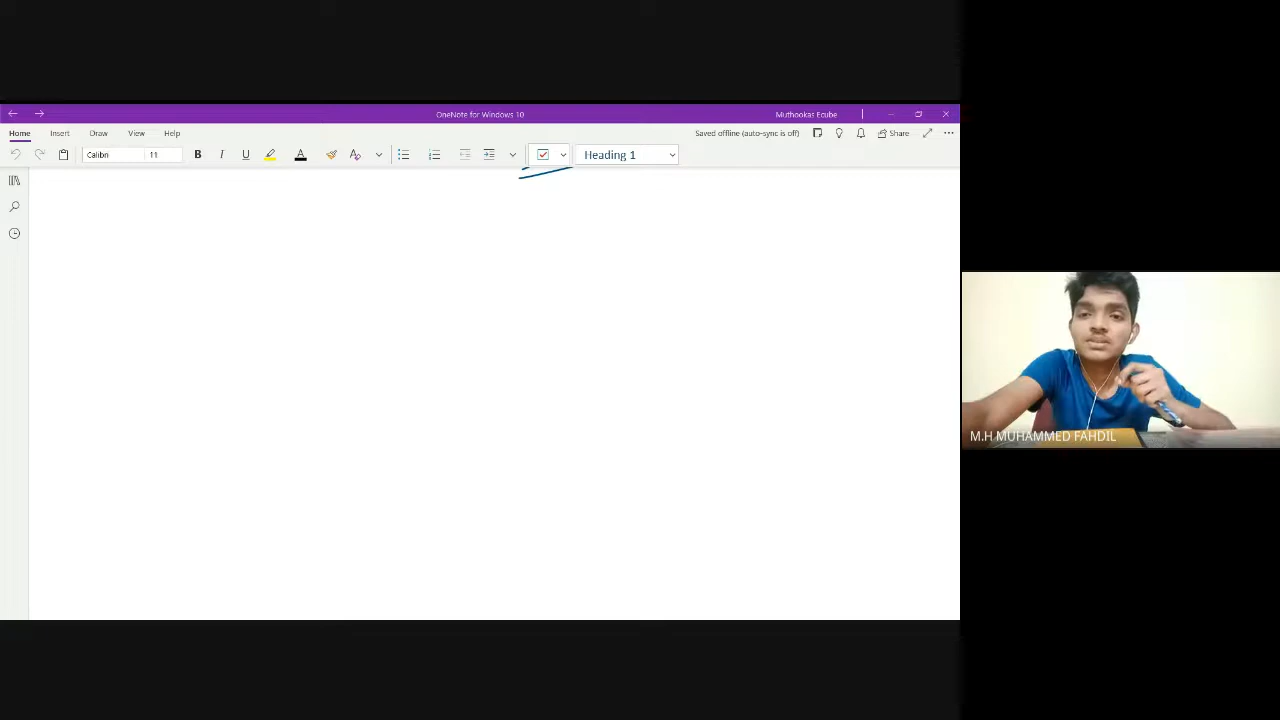 OneNote for Windows 10
Muthookas Ecube
Home Insert Draw View Help
Saved offline (auto-sync is off)
Share
Calibri 11 B I U A
Heading 1
M.H MUHAMMED FAHDIL